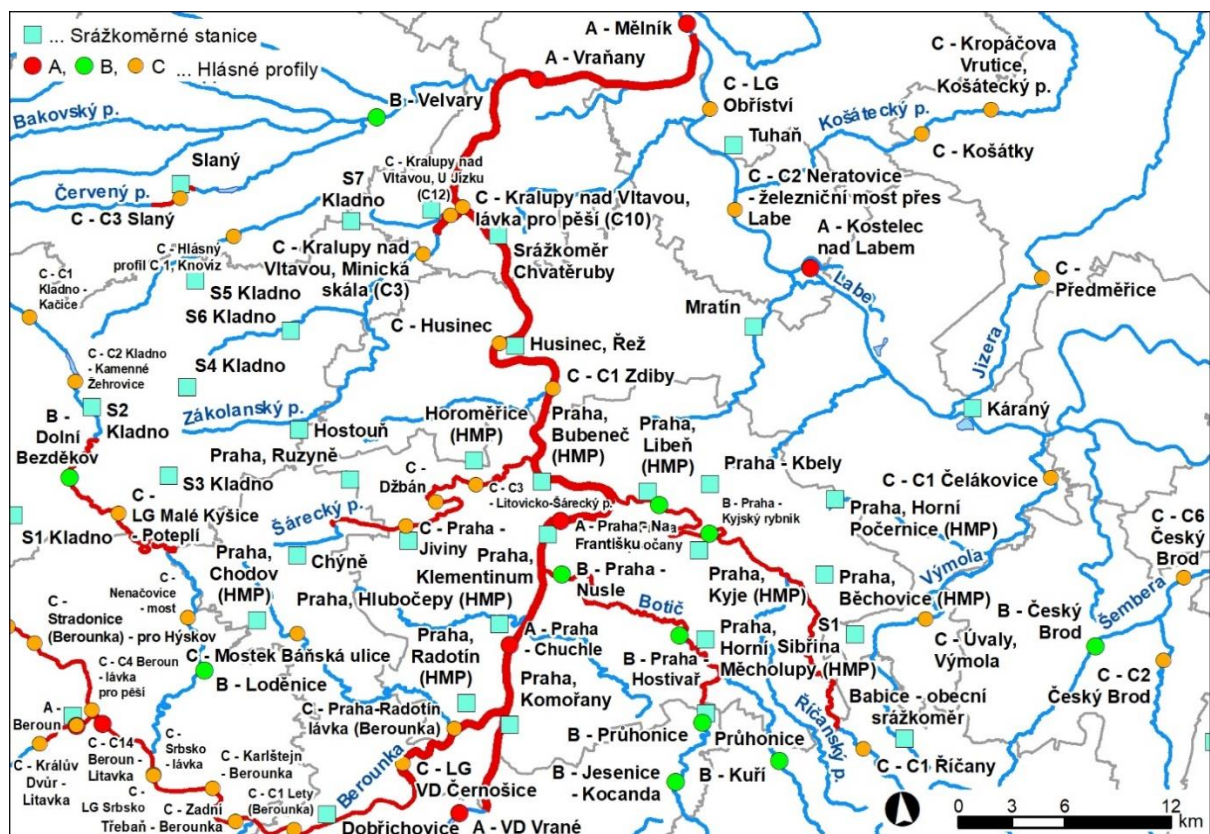 ... Srážkoměrné stanice
A, B, C ... Hlásné profily
A - Mělník
A - Vraňany
C - Kropáčova
Vrutice,
Košátecký p.
C - LG
Obříství
B - Velvary
Bakovský p.
Košátecký p.
Tuhaň
C - Košátky
Slaný
C - Kralupy nad
Vltavou, U Jízku
(C12)
S7
Kladno
Červený p.
C - C3 Slaný
C - C2 Neratovice
- železniční most přes
Labe
C - Kralupy nad Vltavou,
lávka pro pěší (C10)
A - Kostelec
nad Labem
C - Hlásný
profil C 1, Knovíz
C - Kralupy nad
Vltavou, Minická
skála (C3)
Srážkoměr
Chvatěruby
C - C1
Kladno -
Kačice
S5 Kladno
Labe
C -
Předměřice
S6 Kladno
Mratín
C - Husinec
Husinec, Řež
Jizera
C - C2 Kladno
- Kamenné
Žehrovice
S4 Kladno
C - C1 Zdiby
S2
Kladno
Zákolanský p.
Hostouň
Horoměřice
(HMP)
Praha,
Bubeneč
(HMP)
Praha,
Libeň
(HMP)
Káraný
B -
Dolní
Bezděkov
Praha, Ruzyně
S3 Kladno
C -
Džbán
C - C3
- Litovicko-Šárecký p.
Praha - Kbely
C - C1 Čelákovice
C -
LG Malé Kyšice
- Poteplí
Šárecký p.
B - Praha -
Kyjský rybník
Praha, Horní
Počernice (HMP)
S1 Kladno
C - Praha -
Jiviny
A - Praha - Na
Františku
očany
C - C6
Český
Brod
Praha,
Chodov
(HMP)
Chýně
Praha,
Klementinum
B - Praha -
Nusle
Praha,
Kyje (HMP)
Praha,
Běchovice (HMP)
Výmola
Šembera
C -
Nenačovice
- most
Praha, Hlubočepy (HMP)
Botič
B - Český
Brod
C -
Stradonice
(Berounka) - pro Hýskov
Praha,
Radotín
(HMP)
A - Praha
- Chuchle
Praha,
Horní
Měcholupy (HMP)
S1
Sibřina
C - Úvaly,
Výmola
C - Mostek Báňská ulice
B - Praha -
Hostivař
C - C4 Beroun
- lávka
pro pěší
B - Loděnice
Praha,
Komořany
C - C2
Český Brod
Babice - obecní
srážkoměr
A -
Beroun
C - Praha-Radotín
lávka (Berounka)
Říčanský p.
C - C14
Beroun -
Litavka
C -
Srbsko
- lávka
B - Průhonice
Průhonice
C - Králův
Dvůr -
Litavka
C - Karlštejn
- Berounka
Berounka
C - LG
VD Černošice
B - Jesenice
- Kocanda
B - Kuří
C - C1 Říčany
C -
LG Srbsko
C - Zadní
Třebaň - Berounka
C - C1 Lety
(Berounka)
Dobřichovice
A - VD Vrané
0 3 6 12
km